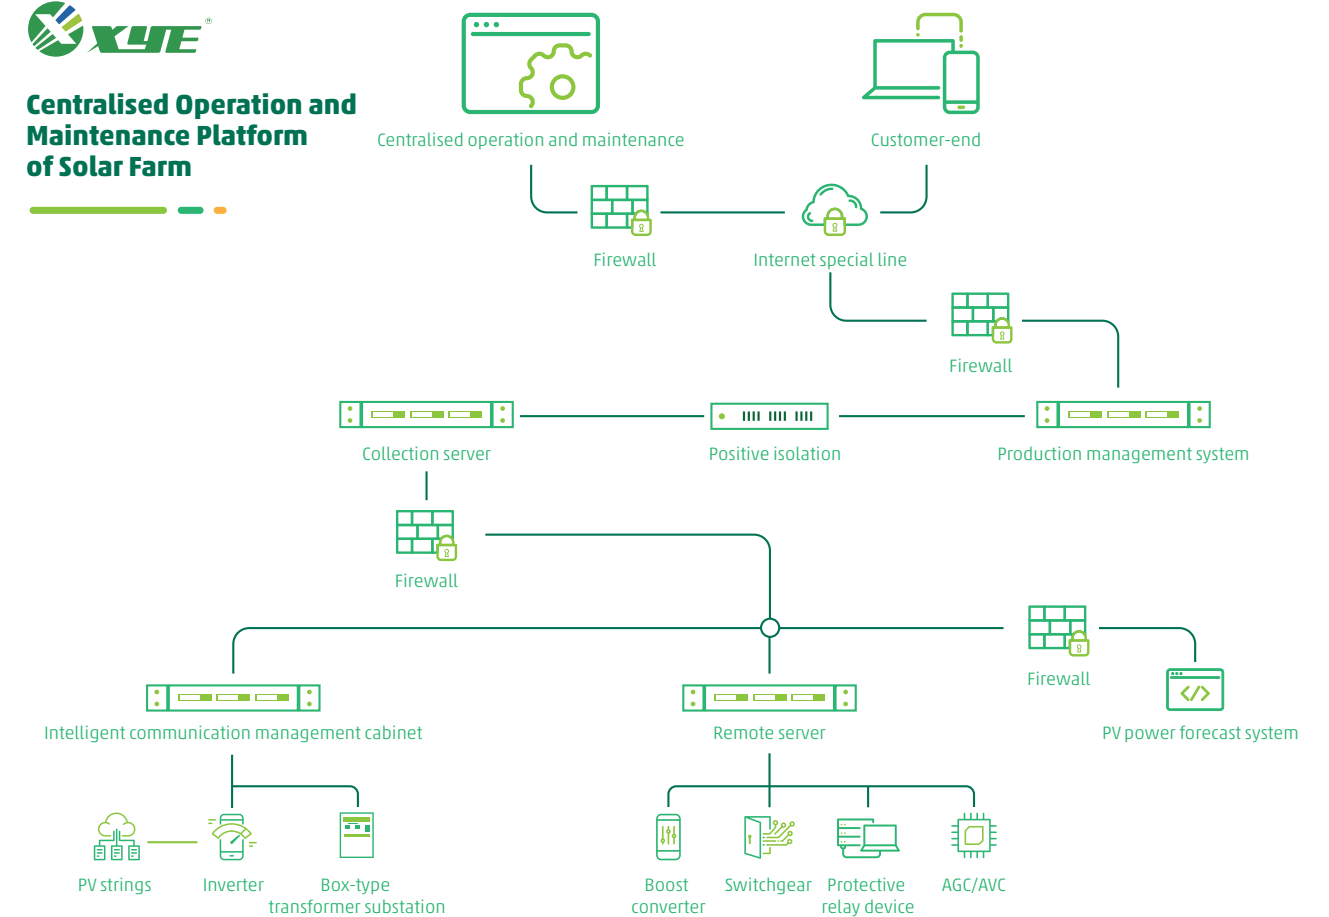 XYE®
Centralised Operation and
Maintenance Platform
of Solar Farm
Centralised operation and maintenance
Customer-end
Firewall
Internet special line
Firewall
Collection server
Positive isolation
Production management system
Firewall
Firewall
Intelligent communication management cabinet
Remote server
</>
PV power forecast system
PV strings
Inverter
Box-type
transformer substation
Boost
converter
Switchgear
Protective
relay device
AGC/AVC